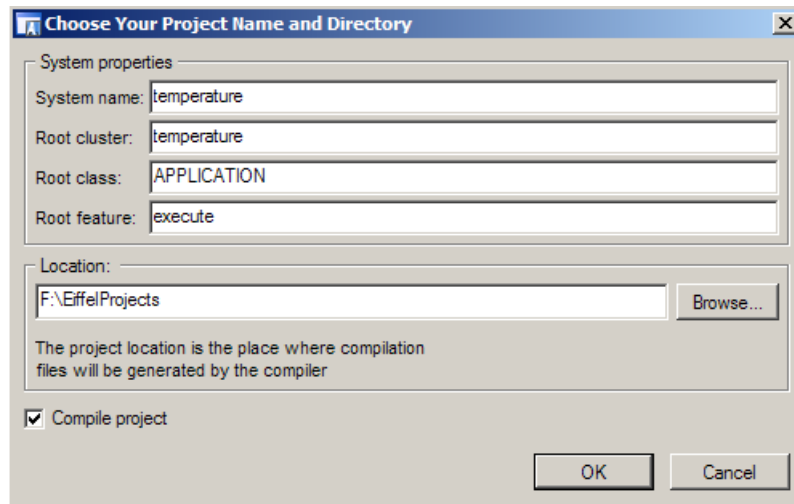 Choose Your Project Name and Directory
System properties
System name: temperature
Root cluster: temperature
Root class: APPLICATION
Root feature: execute
Location:
F:\EiffelProjects Browse...
The project location is the place where compilation
files will be generated by the compiler
Compile project
OK Cancel